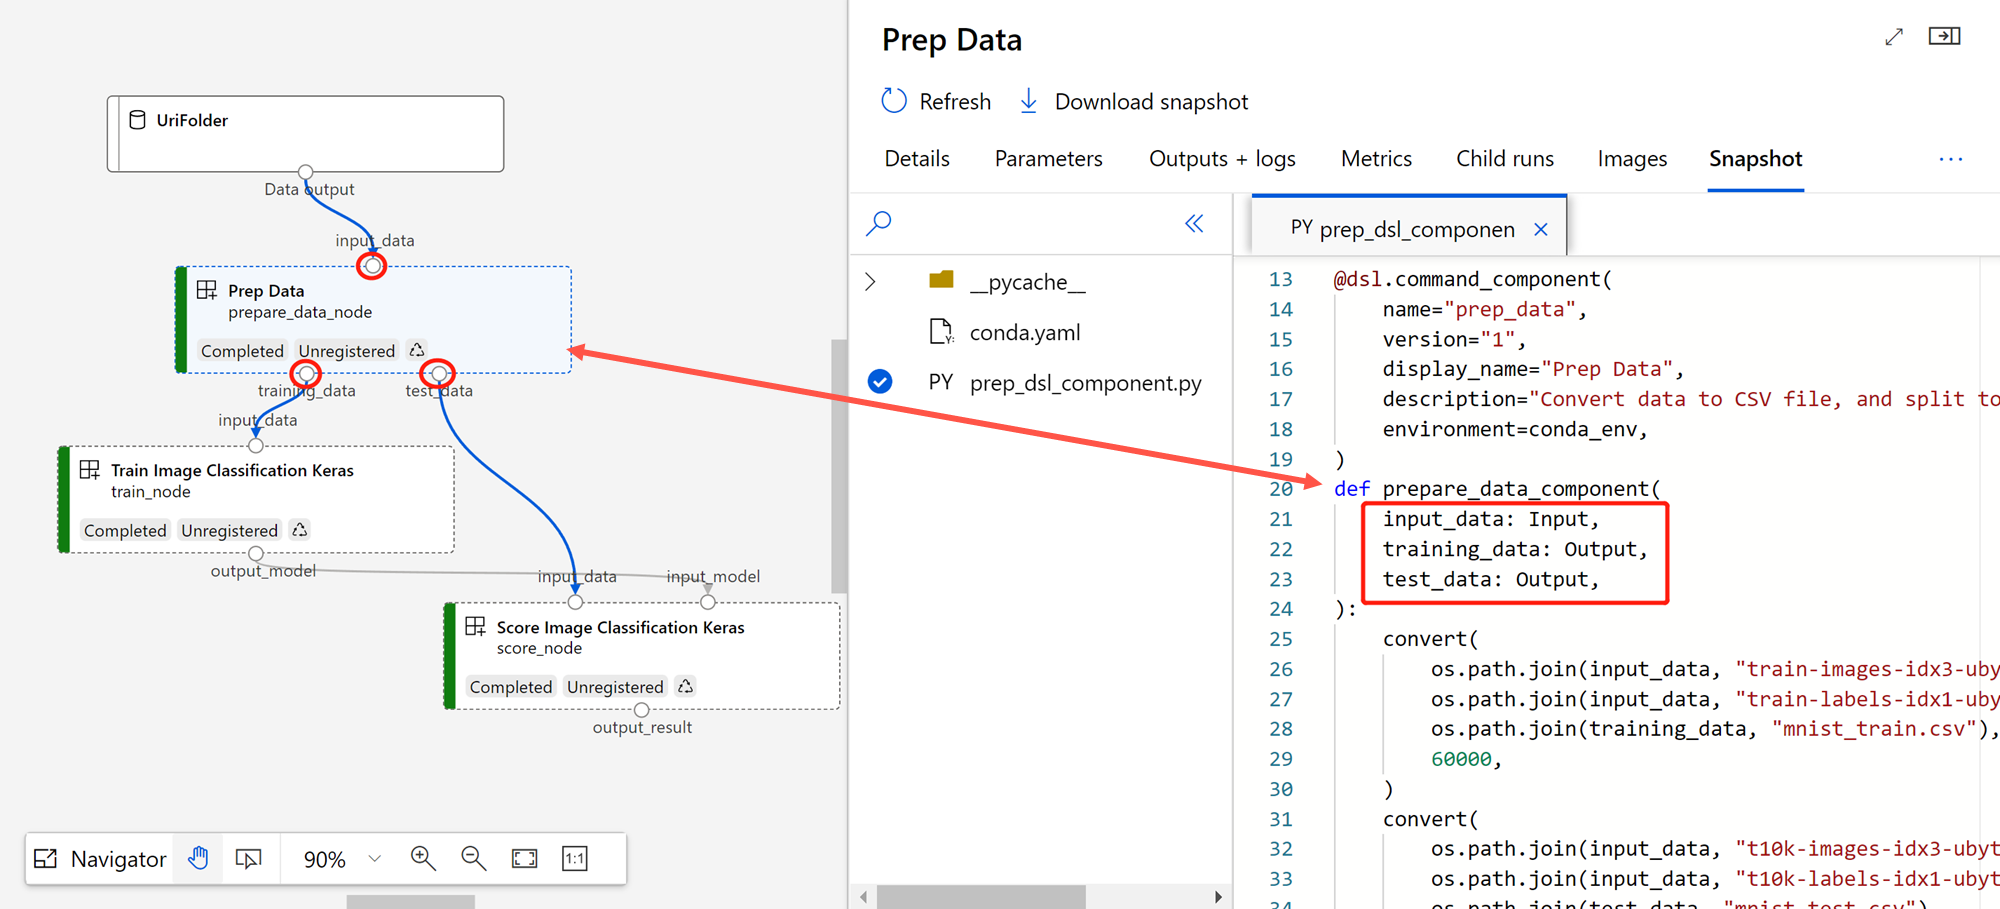 UriFolder
Data output
input_data
Prep Data
prepare_data_node
Completed Unregistered
training_data test_data
input_data
Train Image Classification Keras
train_node
Completed Unregistered
output_model
input_data input_model
Score Image Classification Keras
score_node
Completed Unregistered
output_result
Navigator 90% 1:1
Prep Data
Refresh Download snapshot
Details Parameters Outputs + logs Metrics Child runs Images Snapshot ...
__pycache__
Y: conda.yaml
PY prep_dsl_component.py
PY prep_dsl_componen
13 @dsl.command_component(
14 name="prep_data",
15 version="1",
16 display_name="Prep Data",
17 description="Convert data to CSV file, and split to
18 environment=conda_env,
19 )
20 def prepare_data_component(
21 input_data: Input,
22 training_data: Output,
23 test_data: Output,
24 ):
25 convert(
26 os.path.join(input_data, "train-images-idx3-uby
27 os.path.join(input_data, "train-labels-idx1-uby
28 os.path.join(training_data, "mnist_train.csv"),
29 60000,
30 )
31 convert(
32 os.path.join(input_data, "t10k-images-idx3-ubyt
33 os.path.join(input_data, "t10k-labels-idx1-ubyt
34 os.path.join(test_data, "mnist_test.csv")